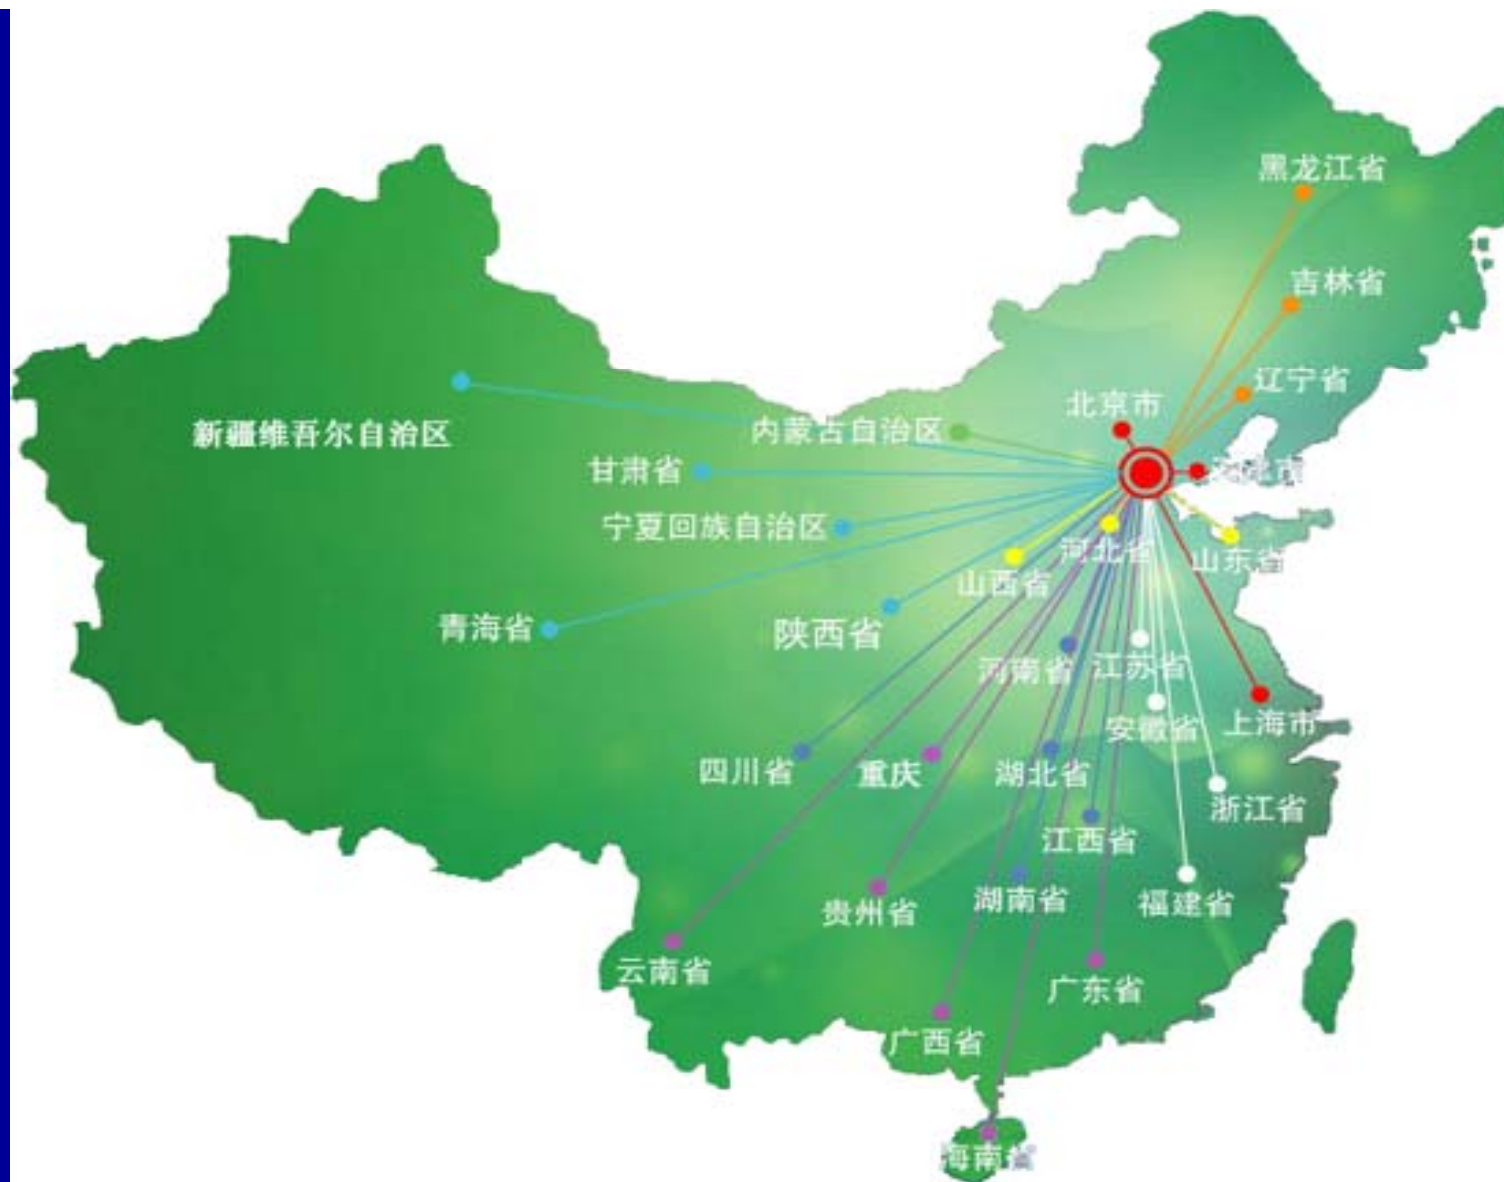 黑龙江省
吉林省
辽宁省
北京市
新疆维吾尔自治区
内蒙古自治区
甘肃省
天津市
宁夏回族自治区
河北省
山东省
山西省
青海省
陕西省
河南省
江苏省
安徽省
上海市
四川省
重庆
湖北省
浙江省
江西省
贵州省
湖南省
福建省
云南省
广东省
广西省
海南省